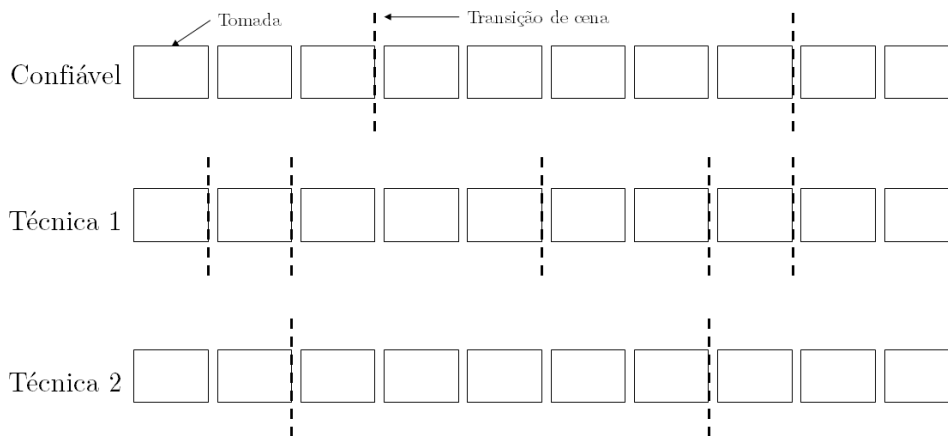 Tomada
Transição de cena
Confiável
Técnica 1
Técnica 2